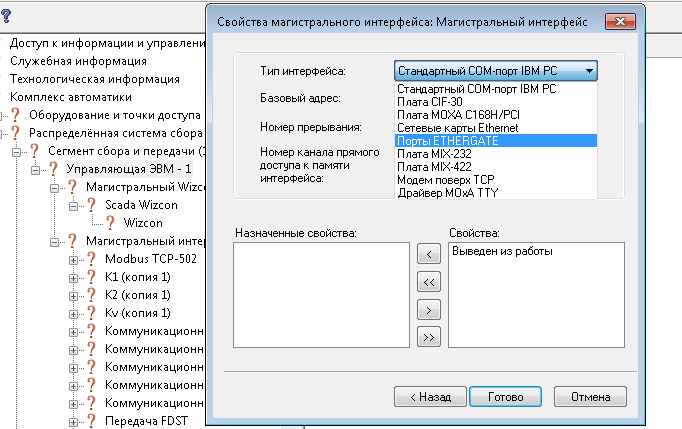 ?
Доступ к информации и управлени
Служебная информация
Технологическая информация
Комплекс автоматики
Оборудование и точки доступа
Распределённая система сбора
Сегмент сбора и передачи (
Управляющая ЭВМ - 1
Магистральный Wizco
Scada Wizcon
Wizcon
Магистральный интер
Modbus TCP-502
K1 (копия 1)
K2 (копия 1)
Kv (копия 1)
Коммуникационн
Коммуникационн
Коммуникационн
Коммуникационн
Коммуникационн
Передача FDST
Свойства магистрального интерфейса: Магистральный интерфейс
Тип интерфейса:
Стандартный COM-порт IBM PC
Стандартный COM-порт IBM PC
Плата CIF-30
Плата MOXA C168H/PCI
Сетевые карты Ethernet
Порты ETHERGATE
Плата MIX-232
Плата MIX-422
Модем поверх TCP
Драйвер MOxA TTY
Базовый адрес:
Номер прерывания:
Номер канала прямого
доступа к памяти
интерфейса:
Назначенные свойства:
Свойства:
Выведен из работы
<
<<
>
>>
< Назад
Готово
Отмена